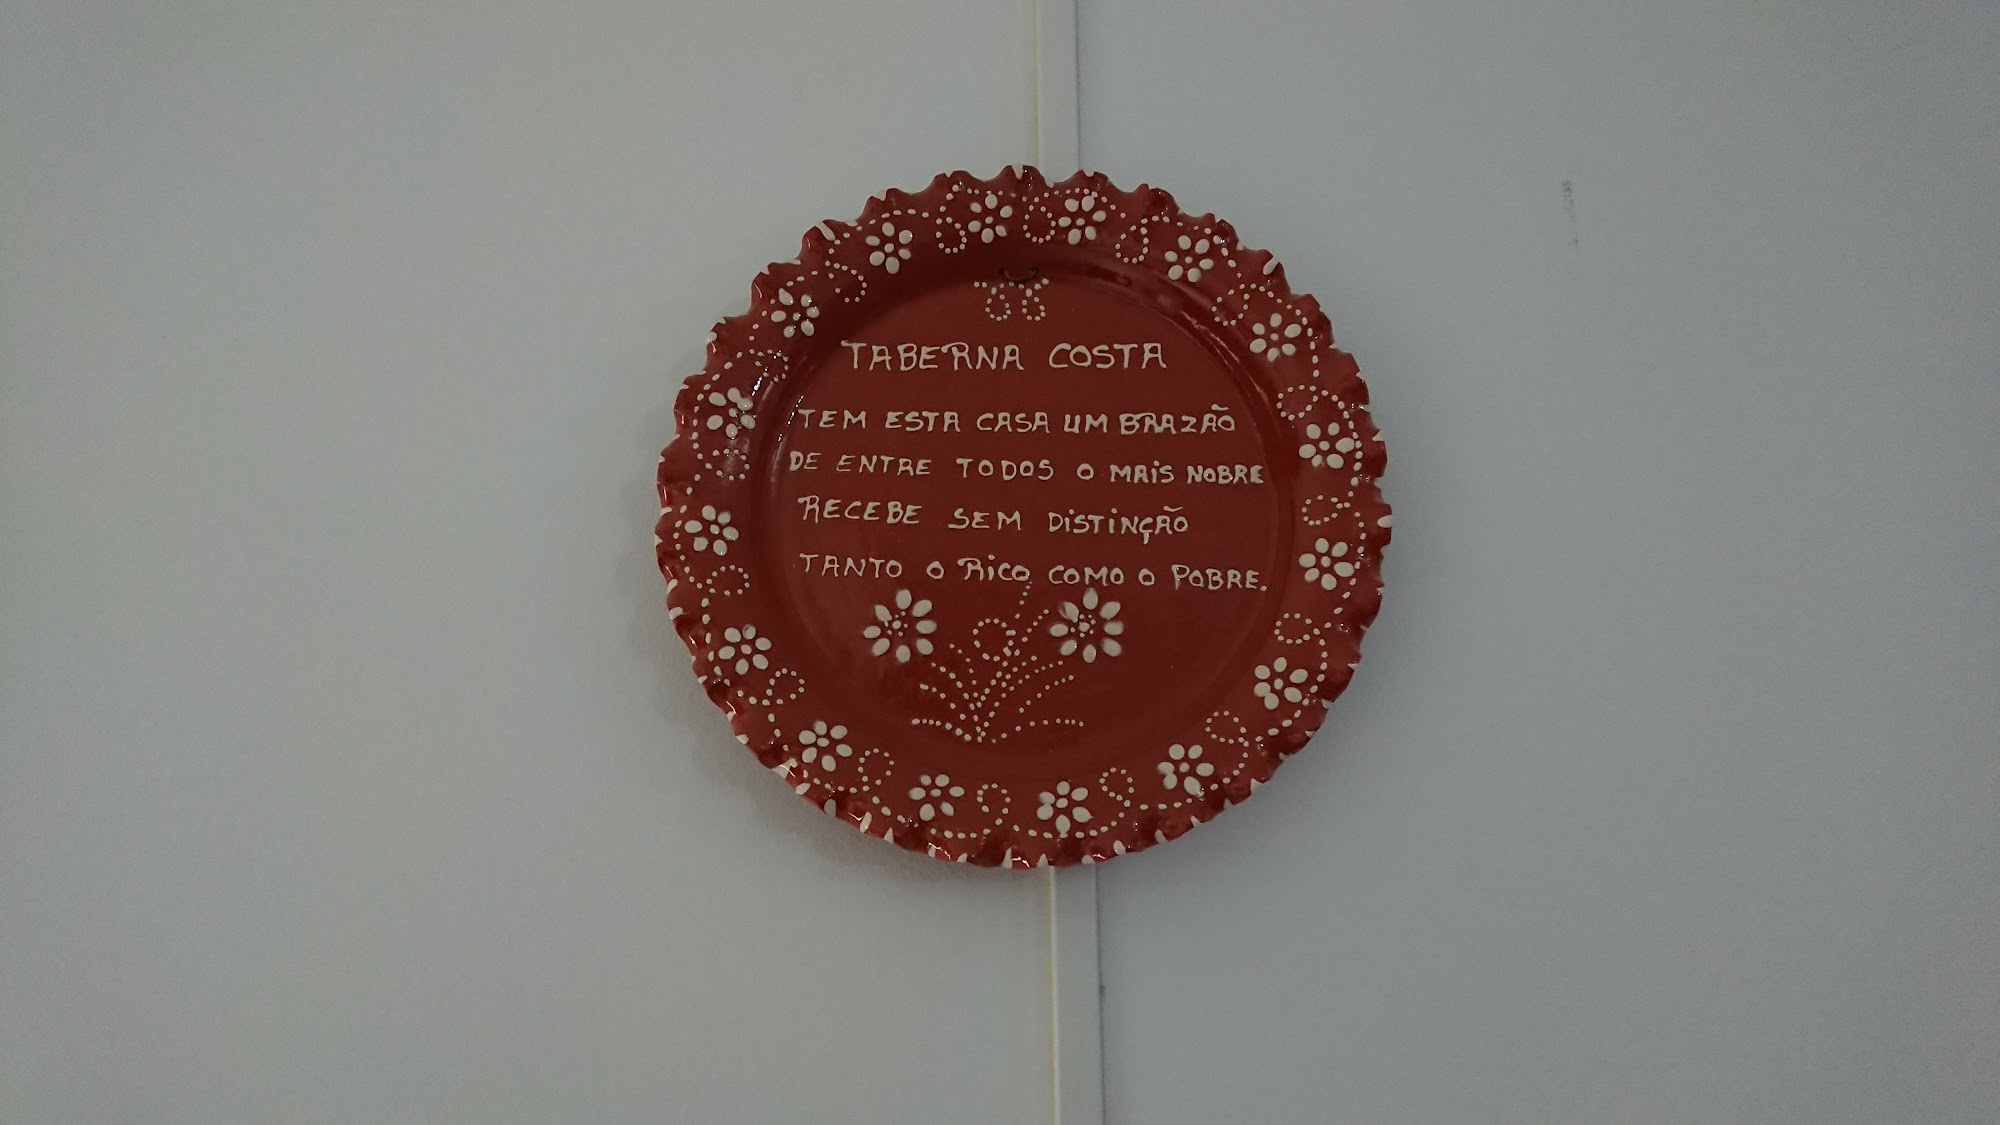 TABERNA COSTA
TEM ESTA CASA UM BRAZÃO
DE ENTRE TODOS O MAIS NOBRE
RECEBE SEM DISTINÇÃO
TANTO O RICO COMO O POBRE.